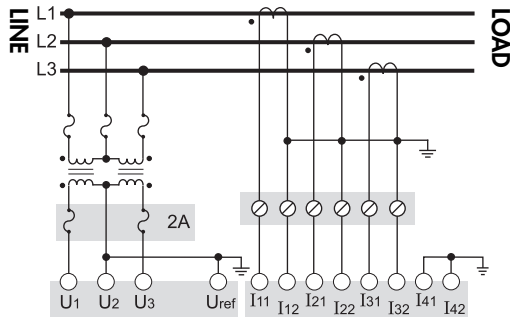 LINE
L1
L2
L3
LOAD
2A
U1 U2 U3 Uref I11 I12 I21 I22 I31 I32 I41 I42